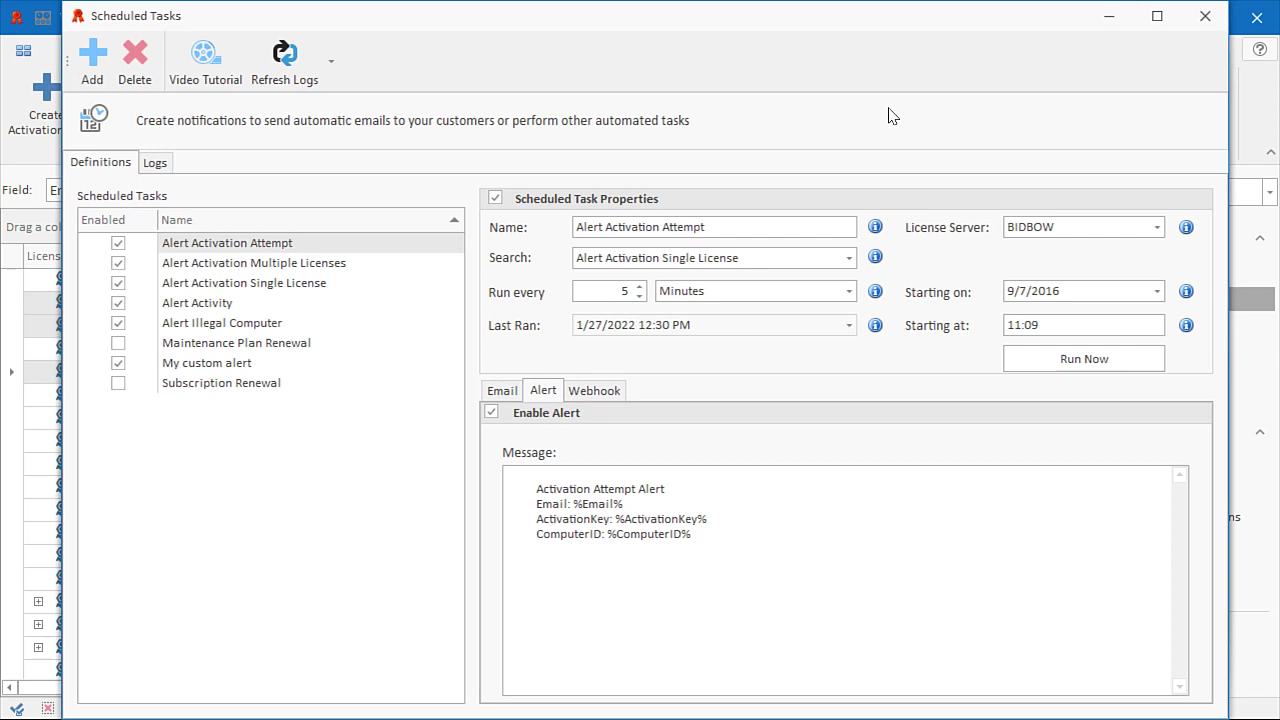 Scheduled Tasks
Add
Delete
Video Tutorial
Refresh Logs
Create
Activation
12
Create notifications to send automatic emails to your customers or perform other automated tasks
Definitions
Logs
Field:
Drag a col
Licens
Scheduled Tasks
Enabled
Name
Alert Activation Attempt
Alert Activation Multiple Licenses
Alert Activation Single License
Alert Activity
Alert Illegal Computer
Maintenance Plan Renewal
My custom alert
Subscription Renewal
Scheduled Task Properties
Name:
Alert Activation Attempt
License Server:
BIDBOW
Search:
Alert Activation Single License
Run every
5
Minutes
Starting on:
9/7/2016
Last Ran:
1/27/2022 12:30 PM
Starting at:
11:09
Run Now
Email
Alert
Webhook
Enable Alert
Message:
Activation Attempt Alert
Email: %Email%
ActivationKey: %ActivationKey%
ComputerID: %ComputerID%